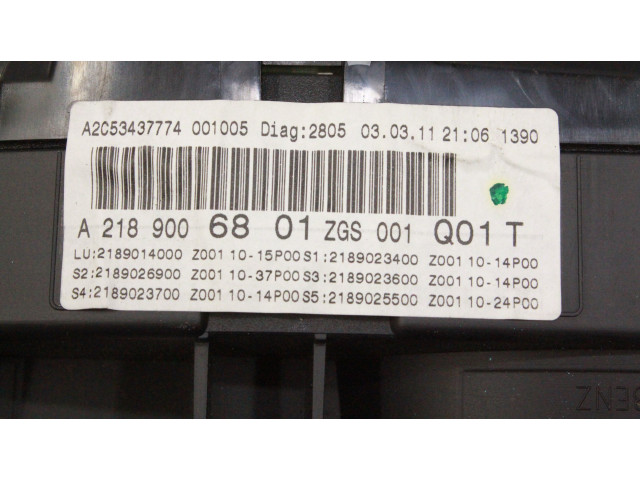 A2C53437774 001005 Diag:2805 03.03.11 21:06 1390
A 218 900 68 01 ZGS 001 Q01 T
LU:2189014000 Z001 10-15P00 S1:2189023400 Z001 10-14P00
S2:2189026900 Z001 10-37P00 S3:2189023600 Z001 10-14P00
S4:2189023700 Z001 10-14P00 S5:2189025500 Z001 10-24P00
SENZ